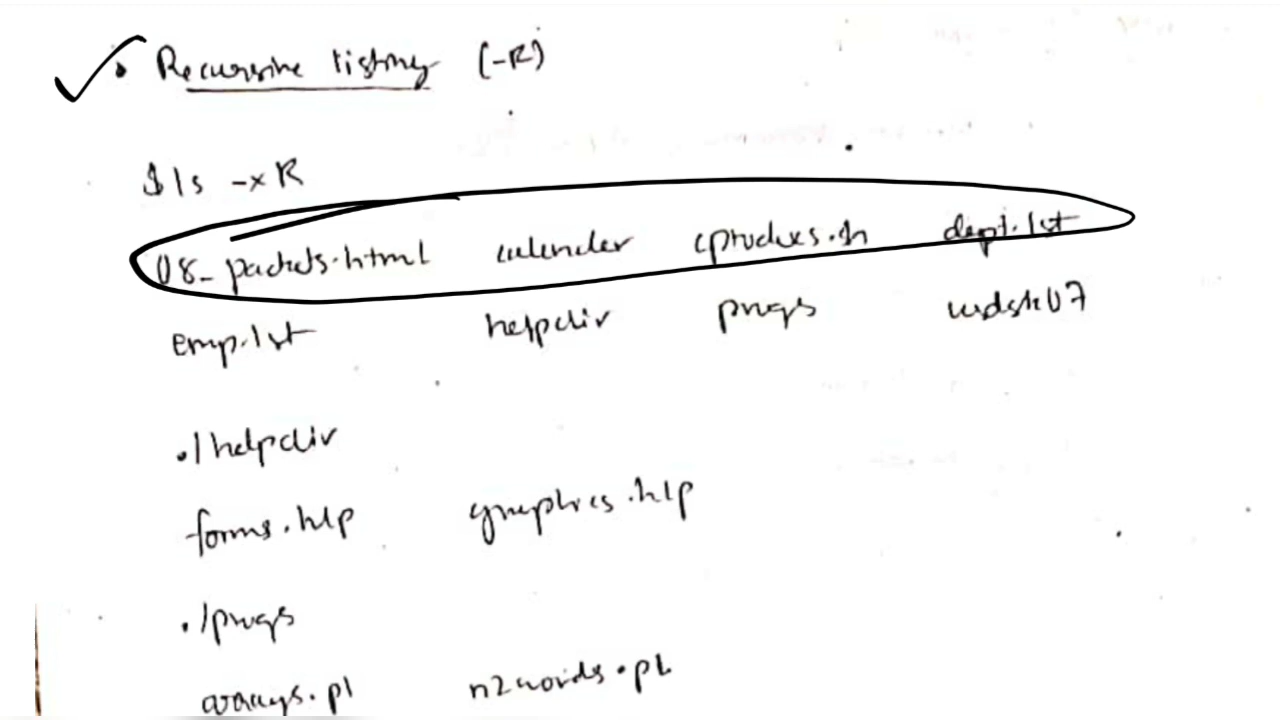 • Recursive listing (-R)
$ls -xR
08_packets.html calender cptodos.sh dept.lst
emp.lst helpdir progs usdsk07
./helpdir
forms.hlp graphics.hlp
./progs
arrays.pl n2words.pl